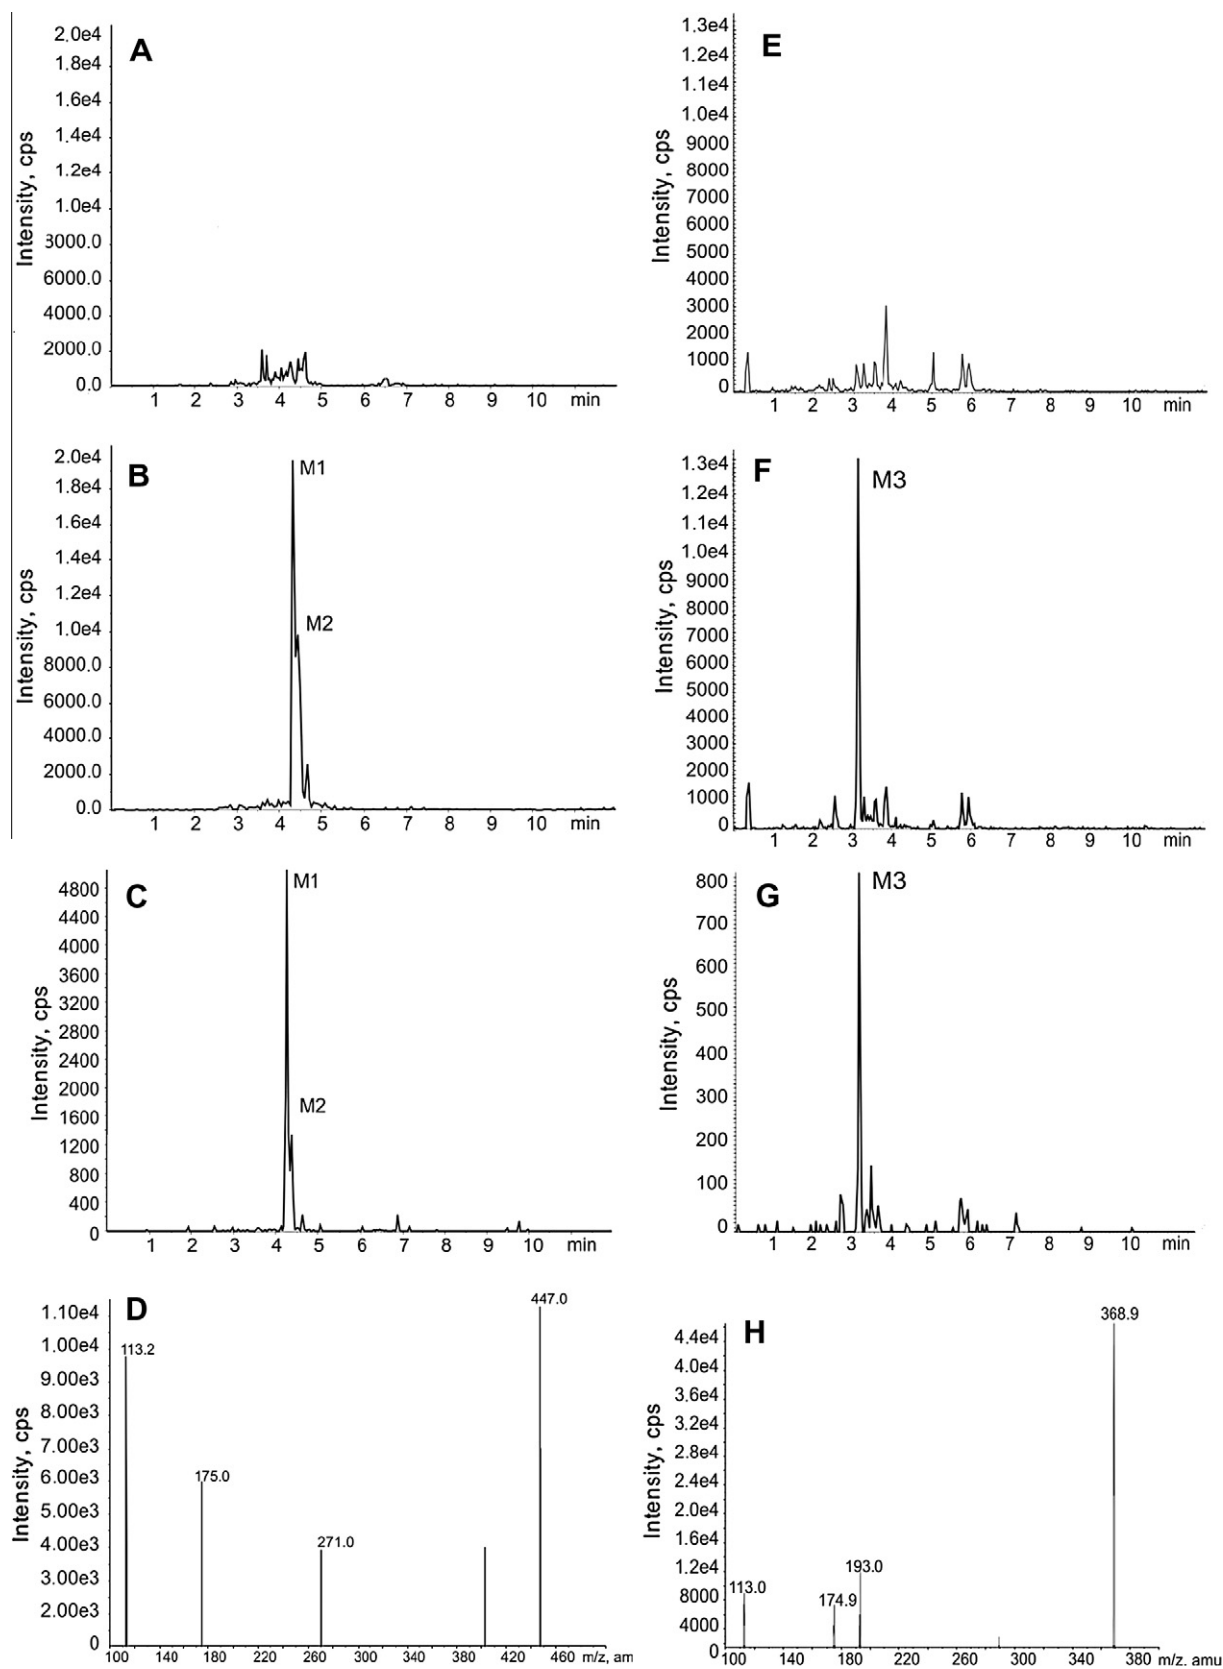 A
Intensity, cps
2.0e4
1.8e4
1.6e4
1.4e4
1.2e4
1.0e4
3000.0
6000.0
4000.0
2000.0
0.0
1 2 3 4 5 6 7 8 9 10 min
B
M1
M2
Intensity, cps
2.0e4
1.8e4
1.6e4
1.4e4
1.2e4
1.0e4
8000.0
6000.0
4000.0
2000.0
0.0
1 2 3 4 5 6 7 8 9 10 min
C
M1
M2
Intensity, cps
4800
4400
4000
3600
3200
2800
2400
2000
1600
1200
800
400
0
1 2 3 4 5 6 7 8 9 10 min
D
447.0
113.2
175.0
271.0
Intensity, cps
1.10e4
1.00e4
9.00e3
8.00e3
7.00e3
6.00e3
5.00e3
4.00e3
3.00e3
2.00e3
0
100 140 180 220 260 300 340 380 420 460 m/z, am
E
Intensity, cps
1.3e4
1.2e4
1.1e4
1.0e4
9000
8000
7000
6000
5000
4000
3000
2000
1000
0
1 2 3 4 5 6 7 8 9 10 min
F
M3
Intensity, cps
1.3e4
1.2e4
1.1e4
1.0e4
9000
8000
7000
6000
5000
4000
3000
2000
1000
0
1 2 3 4 5 6 7 8 9 10 min
G
M3
Intensity, cps
800
700
600
500
400
300
200
100
0
1 2 3 4 5 6 7 8 9 10 min
H
368.9
193.0
174.9
113.0
Intensity, cps
4.4e4
4.0e4
3.6e4
3.2e4
2.8e4
2.4e4
2.0e4
1.6e4
1.2e4
8000
4000
0
100 140 180 220 260 300 340 380 m/z, amu